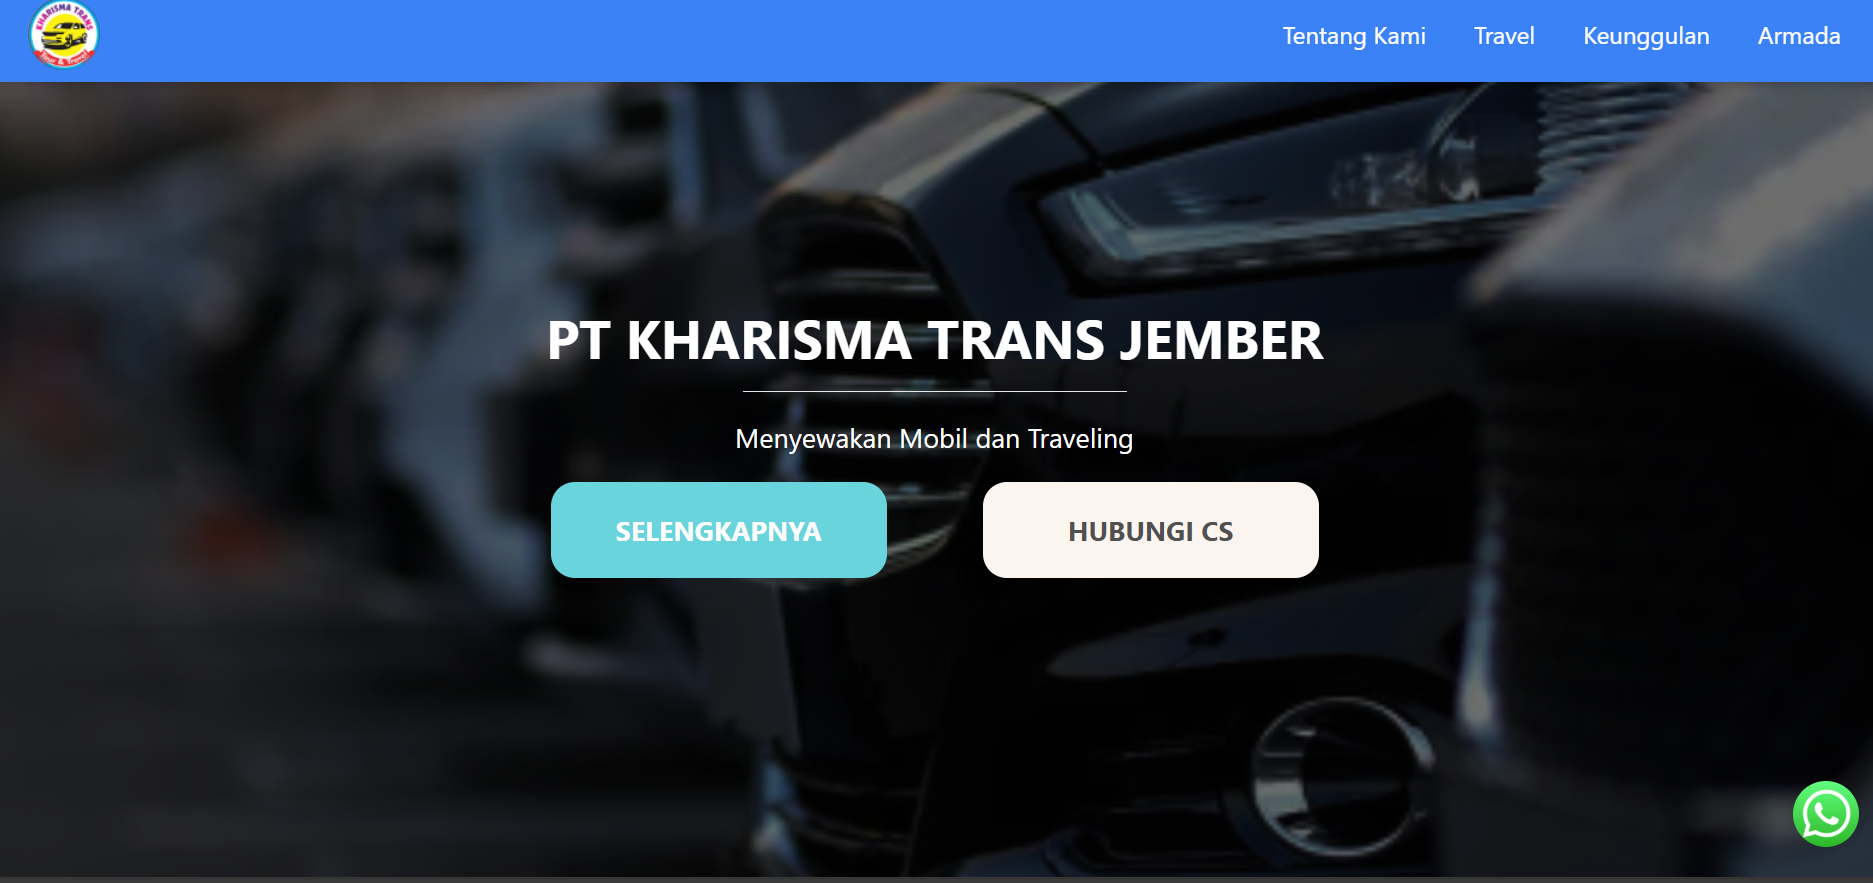 KHARISMA TRANS
Tour & Travel
Tentang Kami
Travel
Keunggulan
Armada
PT KHARISMA TRANS JEMBER
Menyewakan Mobil dan Traveling
SELENGKAPNYA
HUBUNGI CS